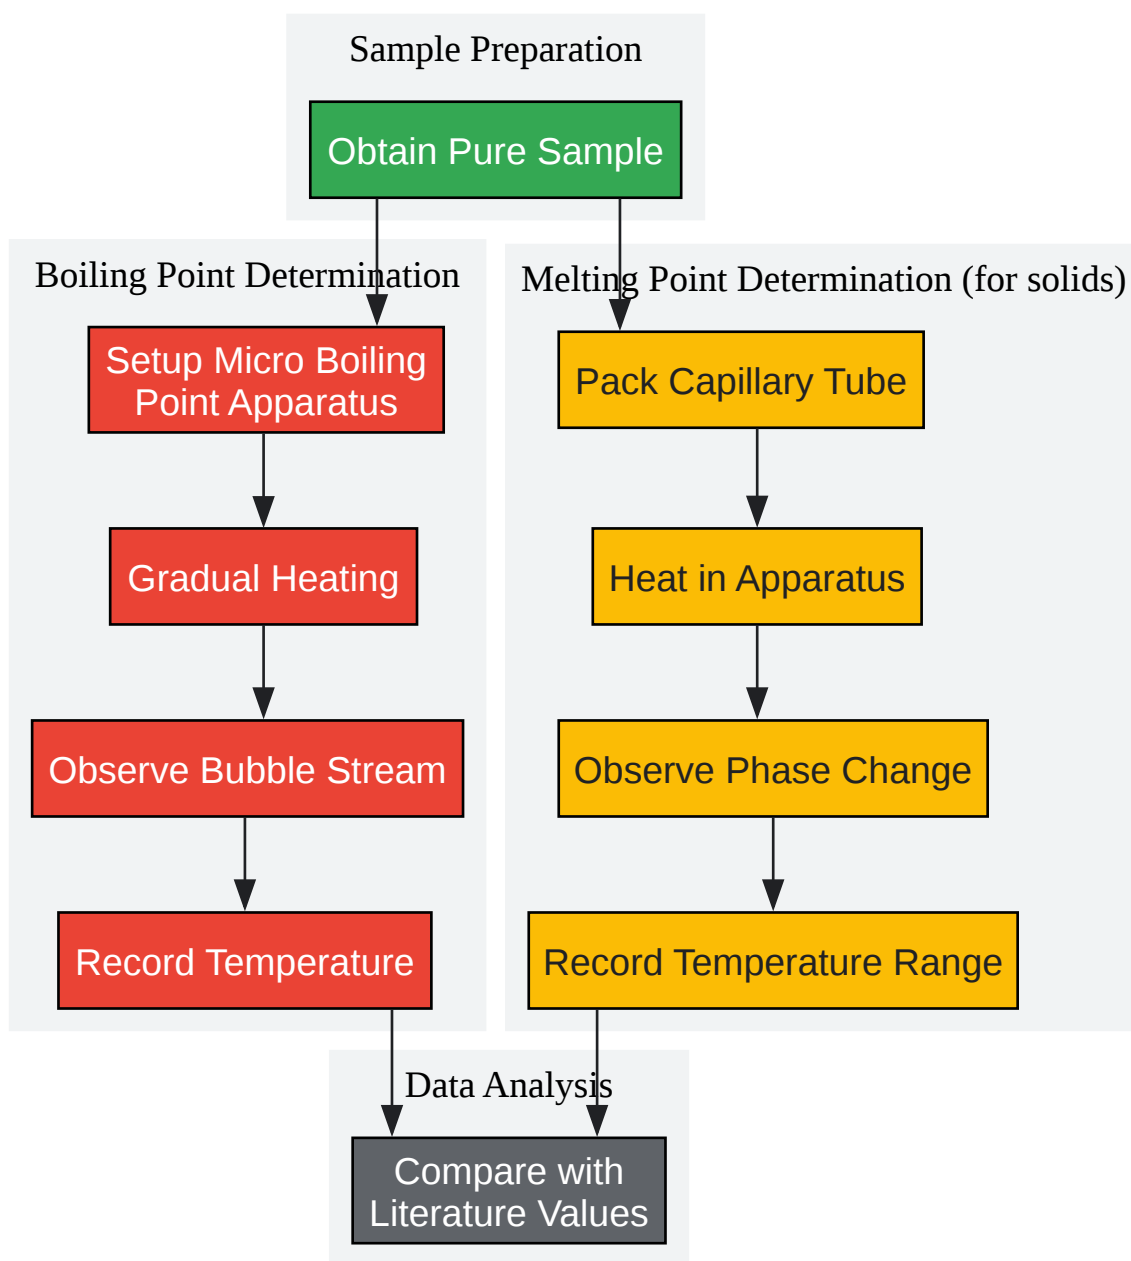 Sample Preparation
Obtain Pure Sample
Boiling Point Determination
Setup Micro Boiling
Point Apparatus
Gradual Heating
Observe Bubble Stream
Record Temperature
Melting Point Determination (for solids)
Pack Capillary Tube
Heat in Apparatus
Observe Phase Change
Record Temperature Range
Data Analysis
Compare with
Literature Values